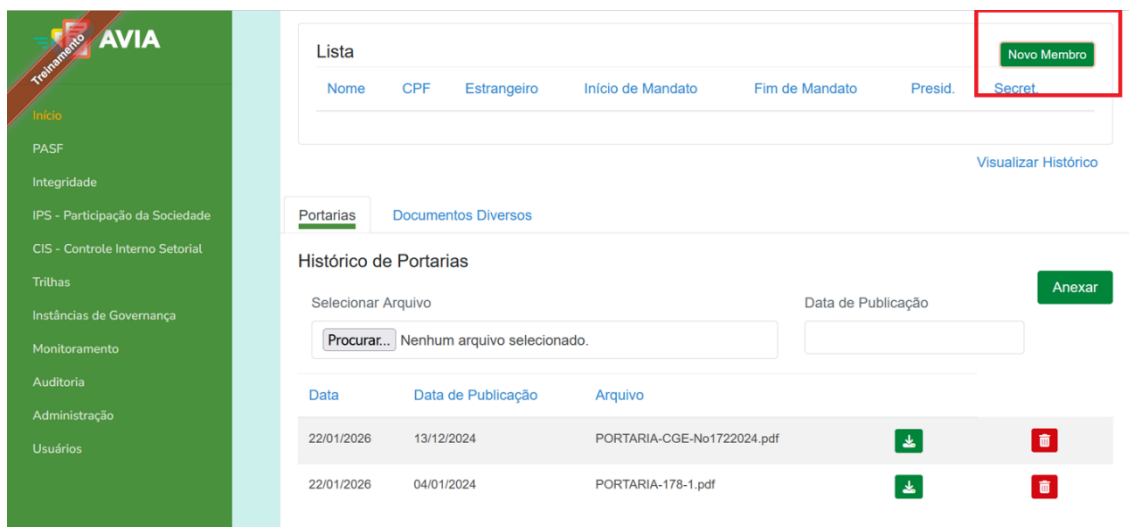 AVIA
Treinamento
Início
PASF
Integridade
IPS - Participação da Sociedade
CIS - Controle Interno Setorial
Trilhas
Instâncias de Governança
Monitoramento
Auditoria
Administração
Usuários
Lista
Novo Membro
Nome CPF Estrangeiro Início de Mandato Fim de Mandato Presid. Secret.
Visualizar Histórico
Portarias Documentos Diversos
Histórico de Portarias
Anexar
Selecionar Arquivo Data de Publicação
Procurar... Nenhum arquivo selecionado.
Data Data de Publicação Arquivo
22/01/2026 13/12/2024 PORTARIA-CGE-No1722024.pdf
22/01/2026 04/01/2024 PORTARIA-178-1.pdf